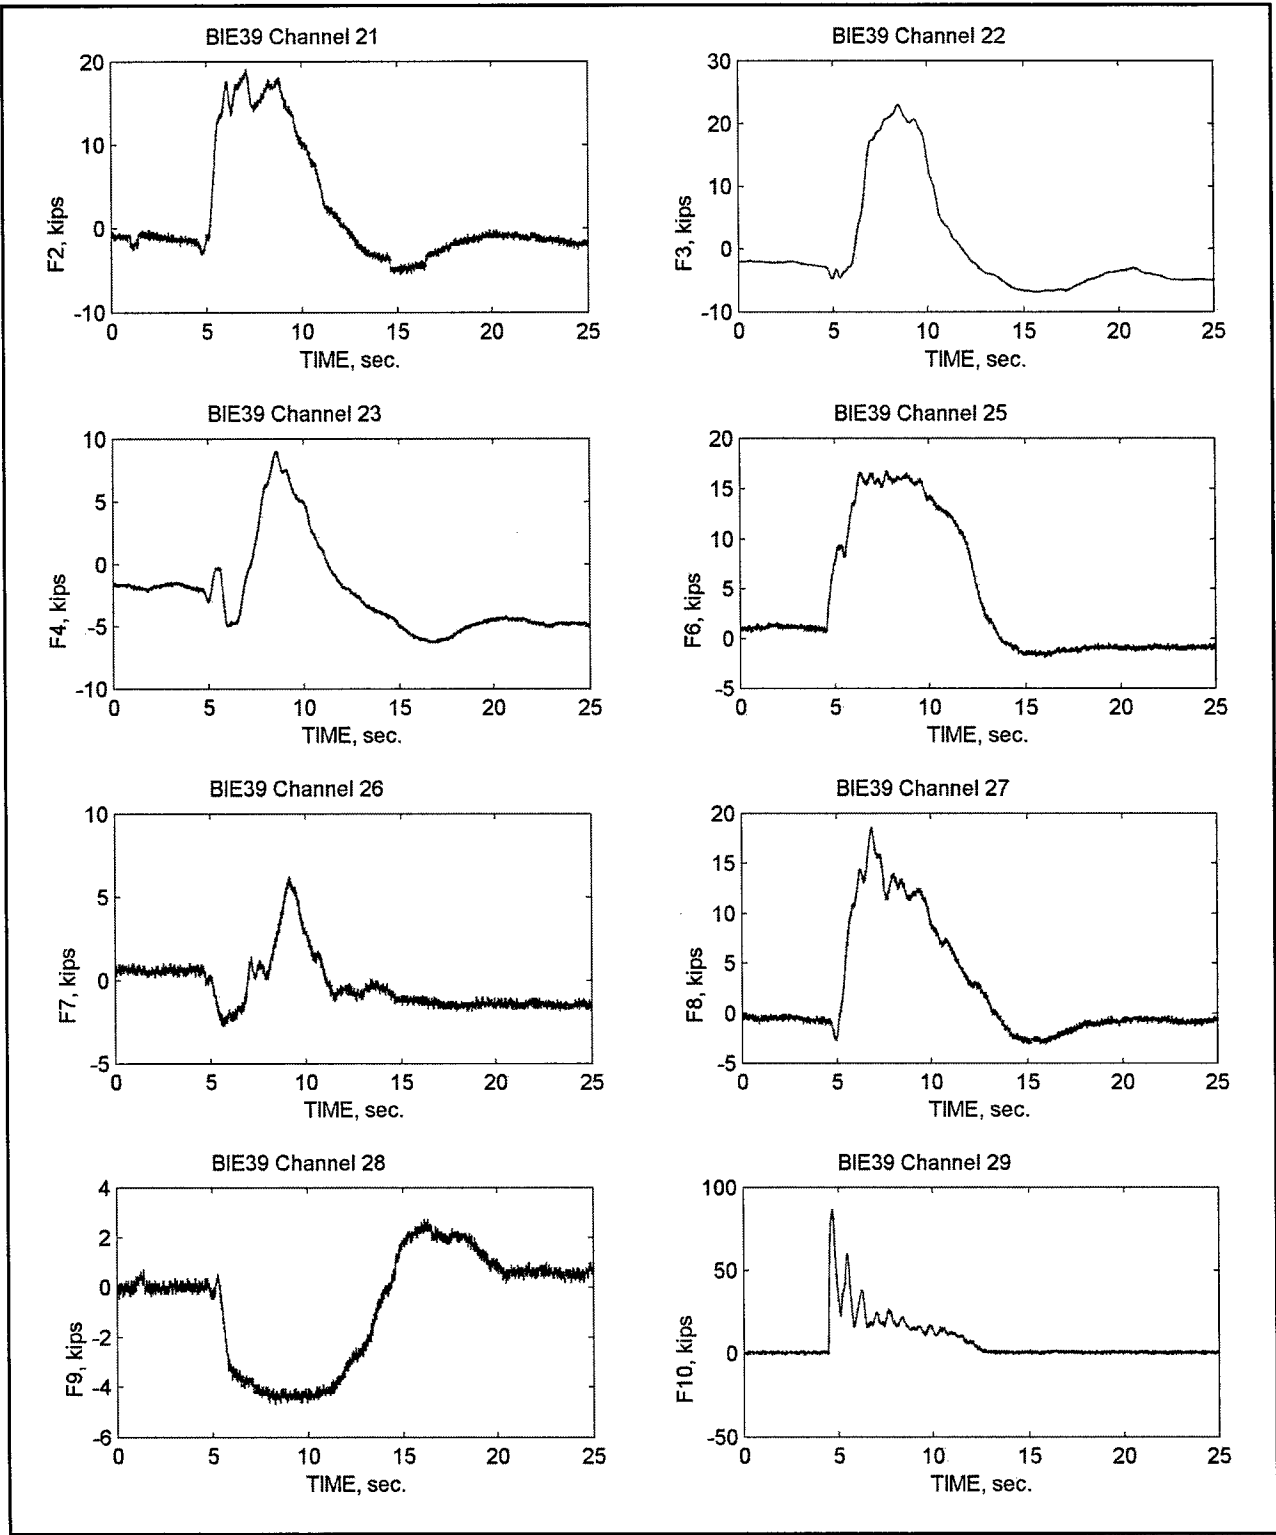 BIE39 Channel 21
20
10
0
-10
F2, kips
0 5 10 15 20 25
TIME, sec.
BIE39 Channel 22
30
20
10
0
-10
F3, kips
0 5 10 15 20 25
TIME, sec.
BIE39 Channel 23
10
5
0
-5
-10
F4, kips
0 5 10 15 20 25
TIME, sec.
BIE39 Channel 25
20
15
10
5
0
-5
F6, kips
0 5 10 15 20 25
TIME, sec.
BIE39 Channel 26
10
5
0
-5
F7, kips
0 5 10 15 20 25
TIME, sec.
BIE39 Channel 27
20
15
10
5
0
-5
F8, kips
0 5 10 15 20 25
TIME, sec.
BIE39 Channel 28
4
2
0
-2
-4
-6
F9, kips
0 5 10 15 20 25
TIME, sec.
BIE39 Channel 29
100
50
0
-50
F10, kips
0 5 10 15 20 25
TIME, sec.